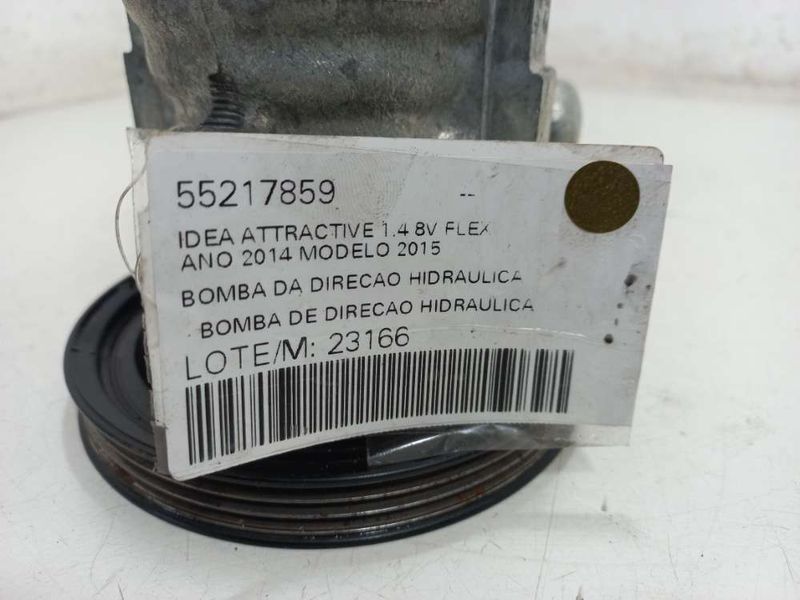 55217859 --
IDEA ATTRACTIVE 1.4 8V FLEX
ANO 2014 MODELO 2015
BOMBA DA DIRECAO HIDRAULICA
. BOMBA DE DIRECAO HIDRAULICA
LOTE/M: 23166